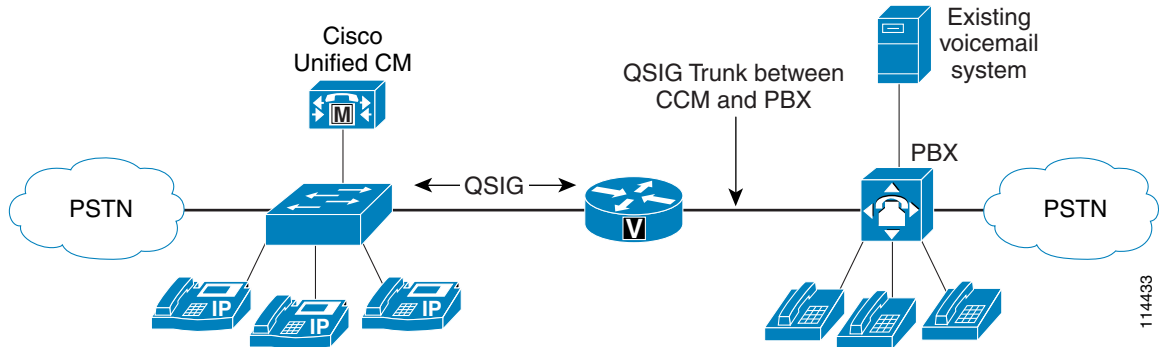 Cisco
Unified CM
M
QSIG Trunk between
CCM and PBX
Existing
voicemail
system
PSTN
QSIG
V
PBX
PSTN
IP
IP
IP
114433